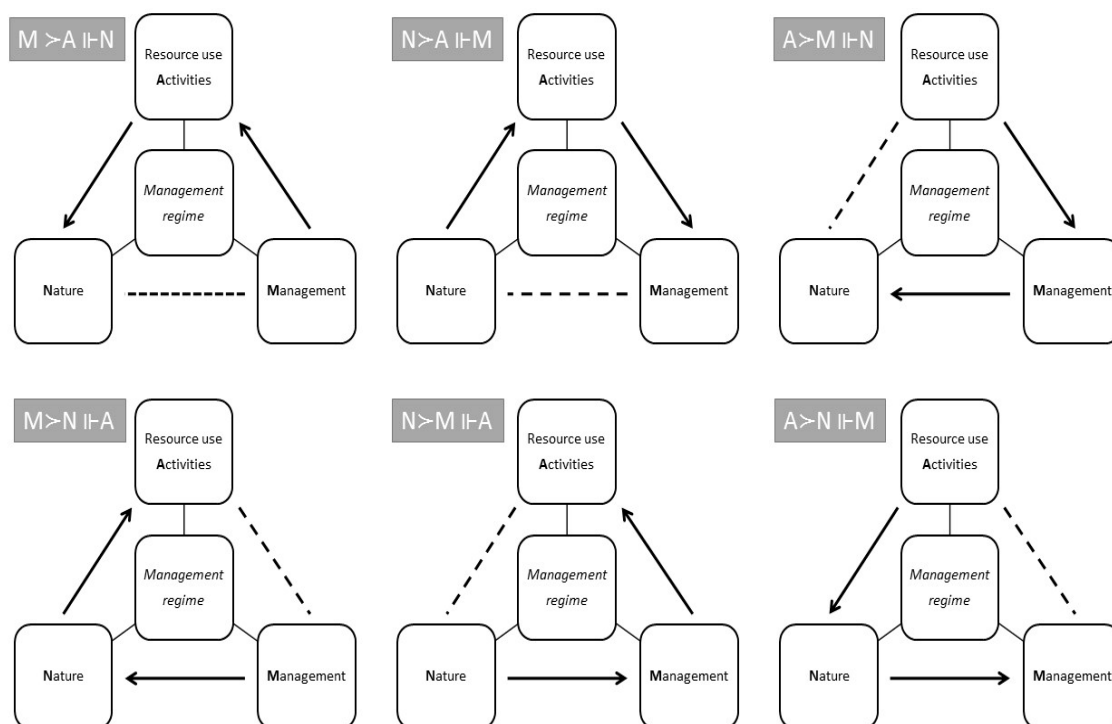 M ≻A ⊩N
Resource use
Activities
Management
regime
Nature
Management
N≻A ⊩M
Resource use
Activities
Management
regime
Nature
Management
A≻M ⊩N
Resource use
Activities
Management
regime
Nature
Management
M≻N ⊩A
Resource use
Activities
Management
regime
Nature
Management
N≻M ⊩A
Resource use
Activities
Management
regime
Nature
Management
A≻N ⊩M
Resource use
Activities
Management
regime
Nature
Management